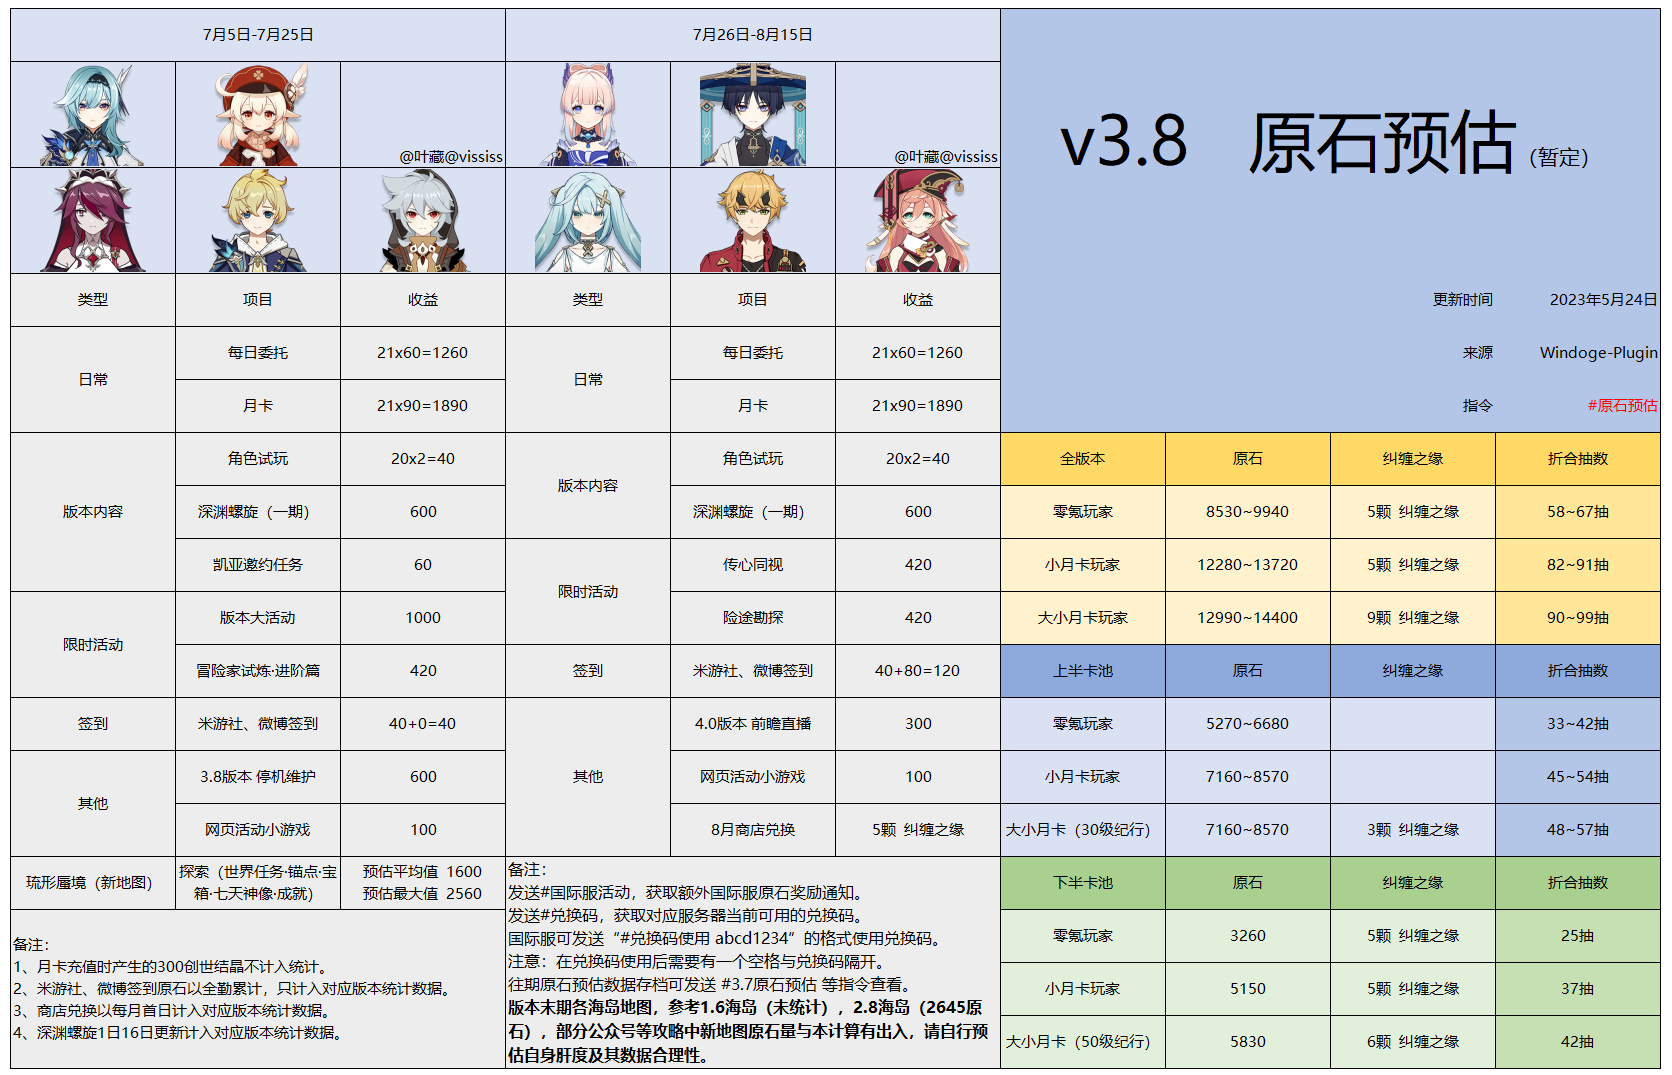 7月5日-7月25日
@叶藏@vississ
类型 项目 收益
日常
每日委托 21x60=1260
月卡 21x90=1890
版本内容
角色试玩 20x2=40
深渊螺旋（一期） 600
凯亚邀约任务 60
限时活动
版本大活动 1000
冒险家试炼·进阶篇 420
签到 米游社、微博签到 40+0=40
其他
3.8版本 停机维护 600
网页活动小游戏 100
琉形蜃境（新地图）
探索（世界任务·锚点·宝
箱·七天神像·成就）
预估平均值 1600
预估最大值 2560
备注：
1、月卡充值时产生的300创世结晶不计入统计。
2、米游社、微博签到原石以全勤累计，只计入对应版本统计数据。
3、商店兑换以每月首日计入对应版本统计数据。
4、深渊螺旋1日16日更新计入对应版本统计数据。
7月26日-8月15日
@叶藏@vississ
类型 项目 收益
日常
每日委托 21x60=1260
月卡 21x90=1890
版本内容
角色试玩 20x2=40
深渊螺旋（一期） 600
限时活动
传心同视 420
险途勘探 420
签到 米游社、微博签到 40+80=120
其他
4.0版本 前瞻直播 300
网页活动小游戏 100
8月商店兑换 5颗 纠缠之缘
备注：
发送#国际服活动，获取额外国际服原石奖励通知。
发送#兑换码，获取对应服务器当前可用的兑换码。
国际服可发送“#兑换码使用 abcd1234”的格式使用兑换码。
注意：在兑换码使用后需要有一个空格与兑换码隔开。
往期原石预估数据存档可发送 #3.7原石预估 等指令查看。
版本末期各海岛地图，参考1.6海岛（未统计），2.8海岛（2645原
石），部分公众号等攻略中新地图原石量与本计算有出入，请自行预
估自身肝度及其数据合理性。
v3.8 原石预估（暂定）
更新时间 2023年5月24日
来源 Windoge-Plugin
指令 #原石预估
全版本 原石 纠缠之缘 折合抽数
零氪玩家 8530~9940 5颗 纠缠之缘 58~67抽
小月卡玩家 12280~13720 5颗 纠缠之缘 82~91抽
大小月卡玩家 12990~14400 9颗 纠缠之缘 90~99抽
上半卡池 原石 纠缠之缘 折合抽数
零氪玩家 5270~6680 33~42抽
小月卡玩家 7160~8570 45~54抽
大小月卡（30级纪行） 7160~8570 3颗 纠缠之缘 48~57抽
下半卡池 原石 纠缠之缘 折合抽数
零氪玩家 3260 5颗 纠缠之缘 25抽
小月卡玩家 5150 5颗 纠缠之缘 37抽
大小月卡（50级纪行） 5830 6颗 纠缠之缘 42抽